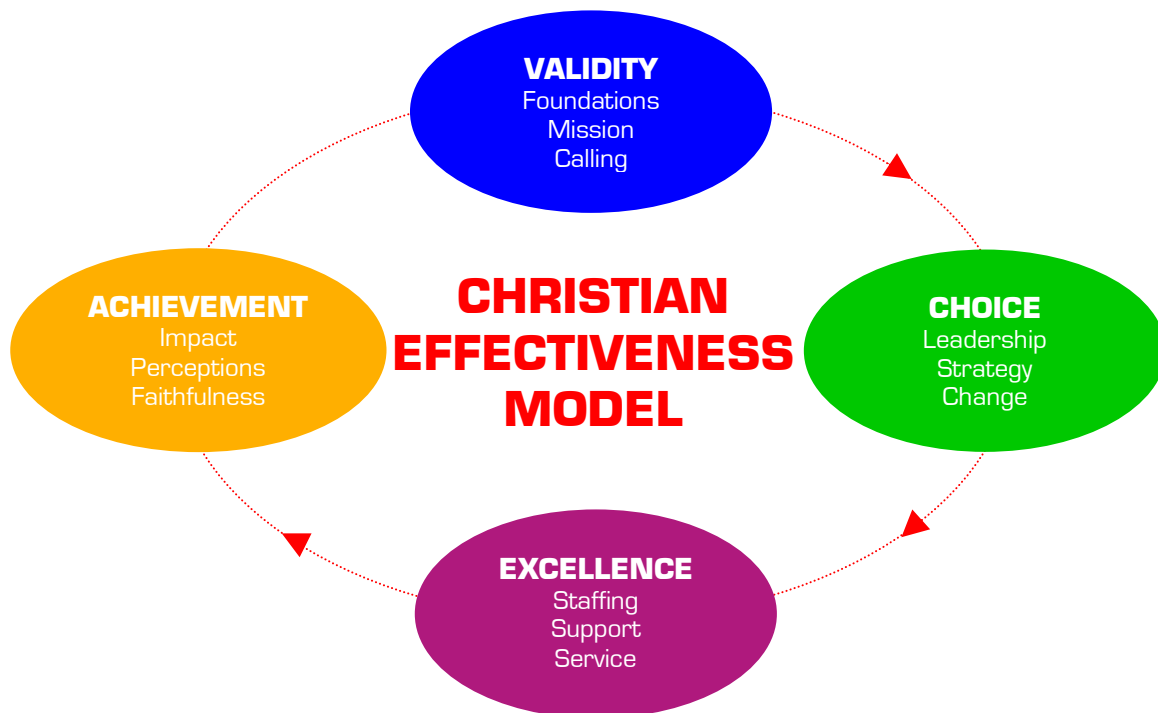 VALIDITY
Foundations
Mission
Calling
ACHIEVEMENT
Impact
Perceptions
Faithfulness
CHRISTIAN
EFFECTIVENESS
MODEL
CHOICE
Leadership
Strategy
Change
EXCELLENCE
Staffing
Support
Service